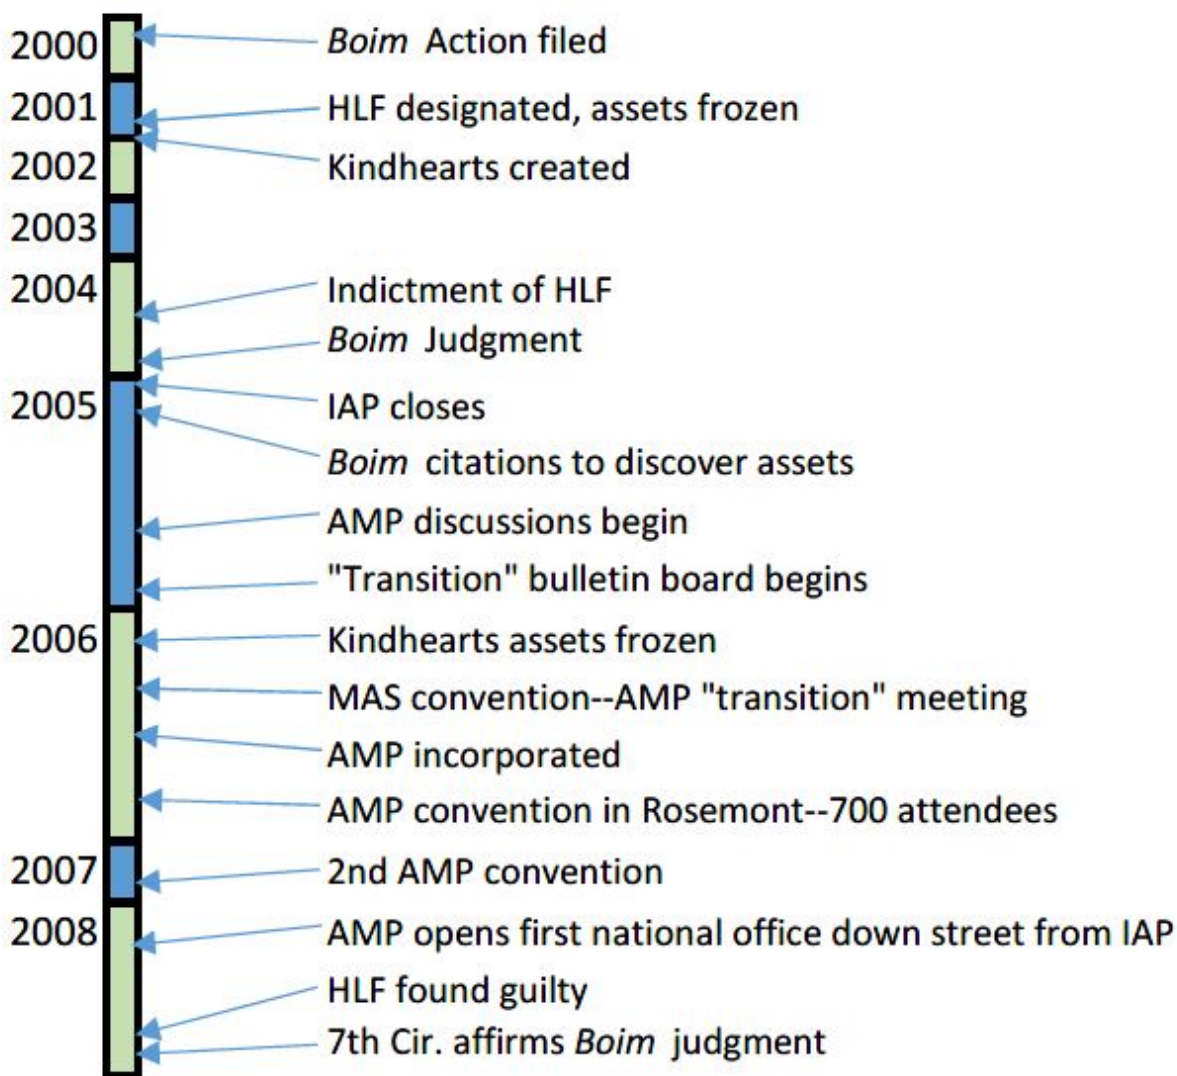 2000 Boim Action filed
2001 HLF designated, assets frozen
2002 Kindhearts created
2003
2004 Indictment of HLF
Boim Judgment
2005 IAP closes
Boim citations to discover assets
AMP discussions begin
"Transition" bulletin board begins
2006 Kindhearts assets frozen
MAS convention--AMP "transition" meeting
AMP incorporated
AMP convention in Rosemont--700 attendees
2007 2nd AMP convention
2008 AMP opens first national office down street from IAP
HLF found guilty
7th Cir. affirms Boim judgment